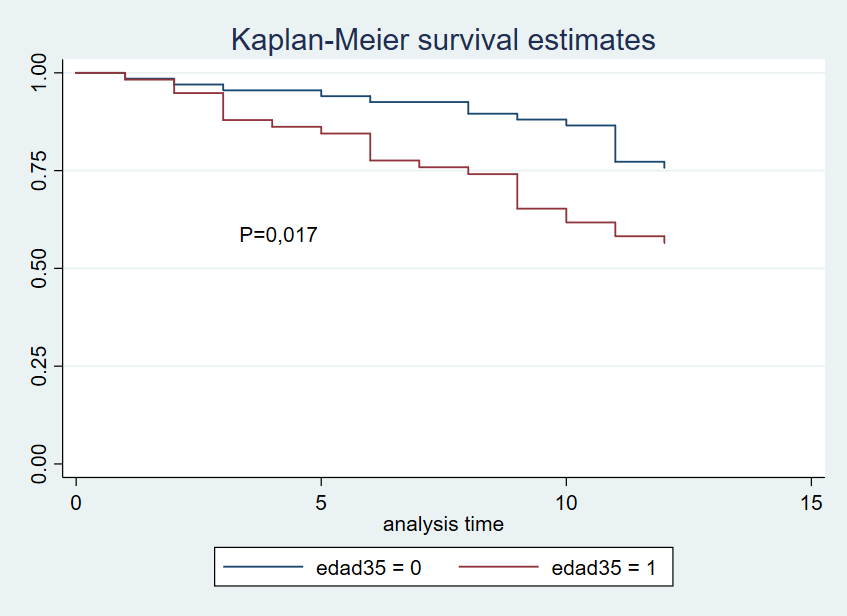 Kaplan-Meier survival estimates
1.00
0.75
0.50
0.25
0.00
P=0,017
0 5 10 15
analysis time
edad35 = 0 edad35 = 1